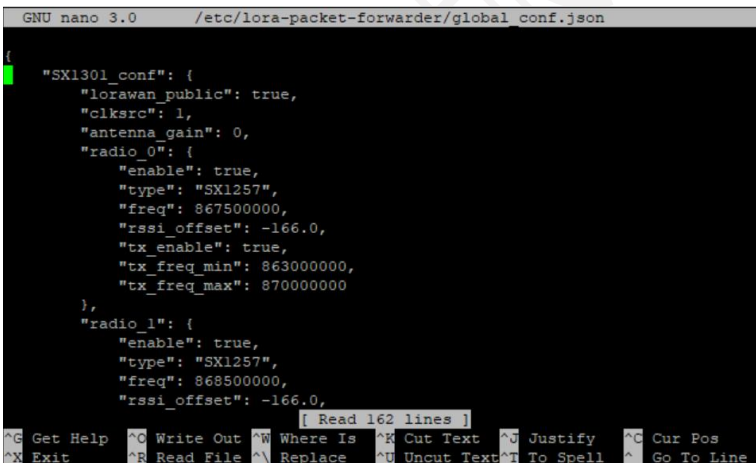 GNU nano 3.0 /etc/lora-packet-forwarder/global_conf.json
{
"SX1301_conf": {
"lorawan_public": true,
"clksrc": 1,
"antenna_gain": 0,
"radio_0": {
"enable": true,
"type": "SX1257",
"freq": 867500000,
"rssi_offset": -166.0,
"tx_enable": true,
"tx_freq_min": 863000000,
"tx_freq_max": 870000000
},
"radio_1": {
"enable": true,
"type": "SX1257",
"freq": 868500000,
"rssi_offset": -166.0,
[ Read 162 lines ]
^G Get Help ^O Write Out ^W Where Is ^K Cut Text ^J Justify ^C Cur Pos
^X Exit ^R Read File ^\ Replace ^U Uncut Text ^T To Spell ^_ Go To Line